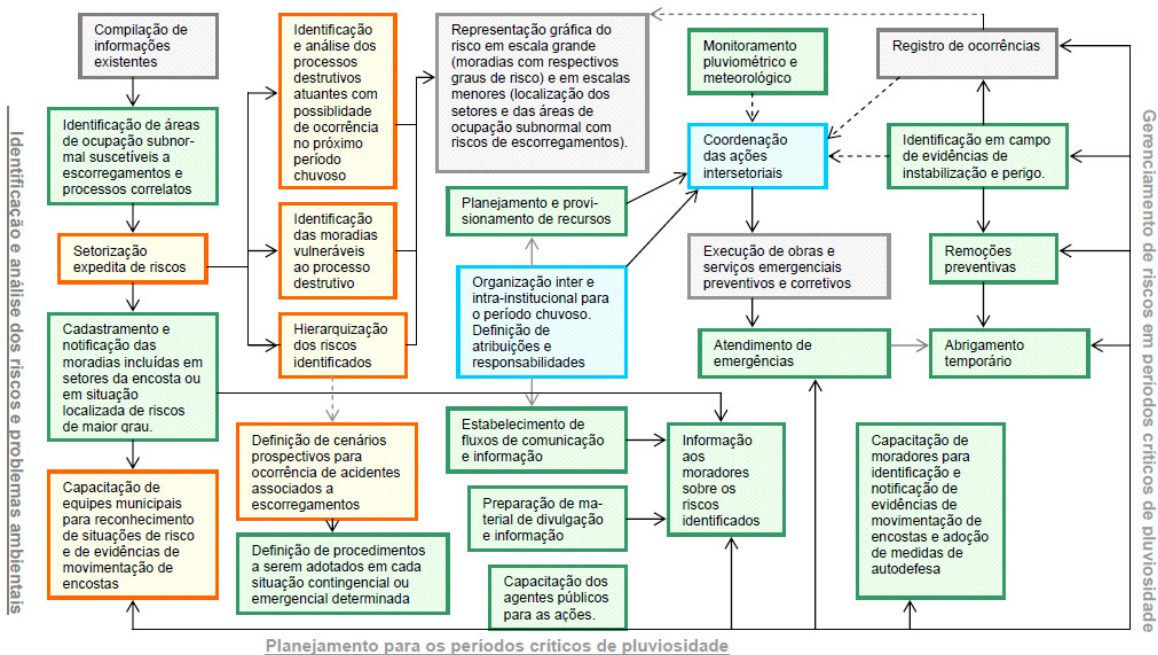 Compilação de
informações
existentes
Identificação de áreas
de ocupação subnor-
mal suscetíveis a
escorregamentos e
processos correlatos
Setorização
expedita de riscos
Cadastramento e
notificação das
moradias incluídas em
setores da encosta ou
em situação
localizada de riscos
de maior grau.
Capacitação de
equipes municipais
para reconhecimento
de situações de risco
e de evidências de
movimentação de
encostas
Identificação
e análise dos
processos
destrutivos
atuantes com
possiblidade
de ocorrência
no próximo
período
chuvoso
Identificação
das moradias
vulneráveis
ao processo
destrutivo
Hierarquização
dos riscos
identificados
Definição de cenários
prospectivos para
ocorrência de acidentes
associados a
escorregamentos
Definição de procedimentos
a serem adotados em cada
situação contingencial ou
emergencial determinada
Representação gráfica do
risco em escala grande
(moradias com respectivos
graus de risco) e em escalas
menores (localização dos
setores e das áreas de
ocupação subnormal com
riscos de escorregamentos).
Planejamento e provi-
sionamento de recursos
Organização inter e
intra-institucional para
o período chuvoso.
Definição de
atribuições e
responsabilidades
Estabelecimento de
fluxos de comunicação
e informação
Preparação de ma-
terial de divulgação
e informação
Capacitação dos
agentes públicos
para as ações.
Monitoramento
pluviométrico e
meteorológico
Coordenação
das ações
intersetoriais
Execução de obras e
serviços emergenciais
preventivos e corretivos
Atendimento de
emergências
Informação
aos
moradores
sobre os
riscos
identificados
Registro de ocorrências
Identificação em campo
de evidências de
instabilização e perigo.
Remoções
preventivas
Abrigamento
temporário
Capacitação de
moradores para
identificação e
notificação de
evidências de
movimentação de
encostas e adoção
de medidas de
autodefesa
Identificação e análise dos riscos e problemas ambientais
Planejamento para os períodos críticos de pluviosidade
Gerenciamento de riscos em períodos críticos de pluviosidade